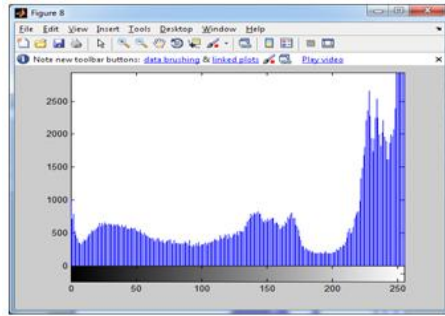 Figure 8
File Edit View Insert Tools Desktop Window Help
Note new toolbar buttons: data brushing & linked plots Play video
2500
2000
1500
1000
500
0
0 50 100 150 200 250